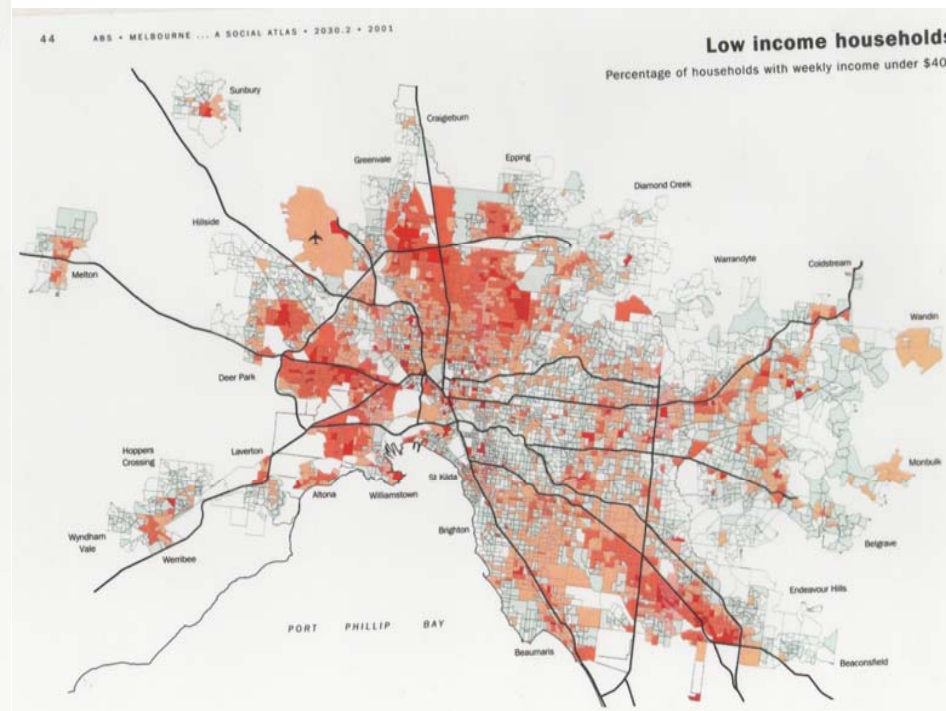 44
ABS • MELBOURNE ... A SOCIAL ATLAS • 2030.2 • 2001
Low income households
Percentage of households with weekly income under $40
Sunbury
Craigieburn
Greenvale
Epping
Diamond Creek
Hillside
Warrandyte
Coldstream
Melton
Wandin
Deer Park
Hoppers
Crossing
Laverton
Monbulk
Altona
Williamstown
St Kilda
Brighton
Wyndham
Vale
Werribee
Belgrave
Endeavour Hills
PORT PHILLIP BAY
Beaumaris
Beaconsfield